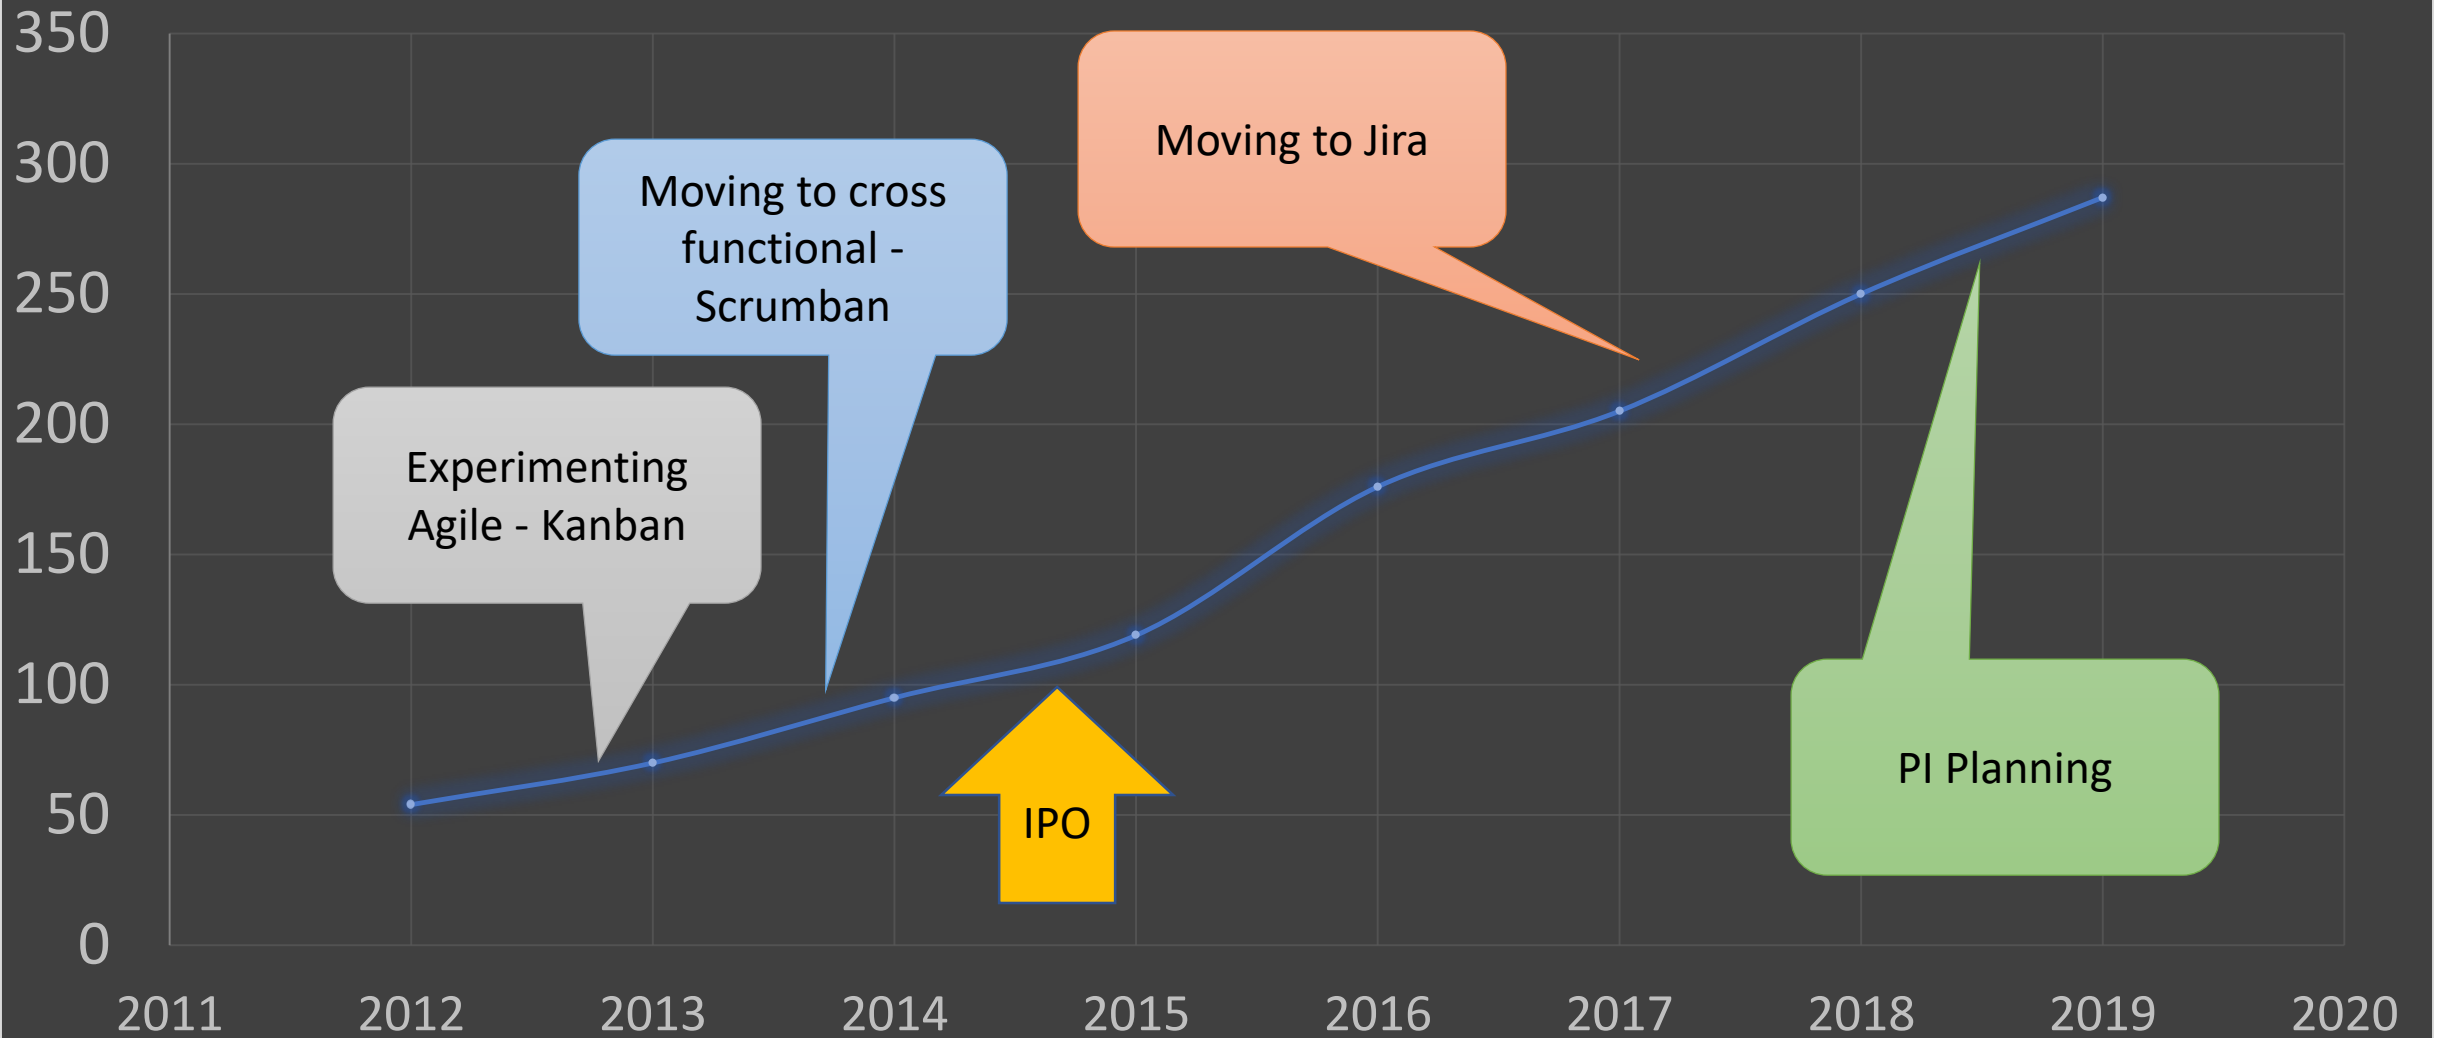 350
300
250
200
150
100
50
0
Moving to Jira
Moving to cross
functional -
Scrumban
Experimenting
Agile - Kanban
IPO
PI Planning
2011 2012 2013 2014 2015 2016 2017 2018 2019 2020